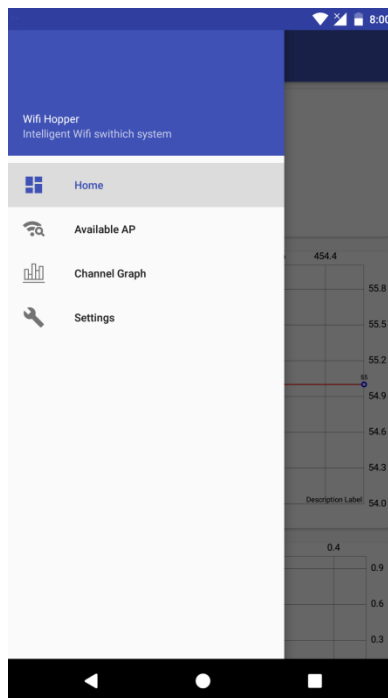 8:00
Wifi Hopper
Intelligent Wifi swithich system
Home
Available AP
Channel Graph
Settings
454.4
55.8
55.5
55.2
55
54.9
54.6
54.3
Description Label
54.0
0.4
0.9
0.6
0.3